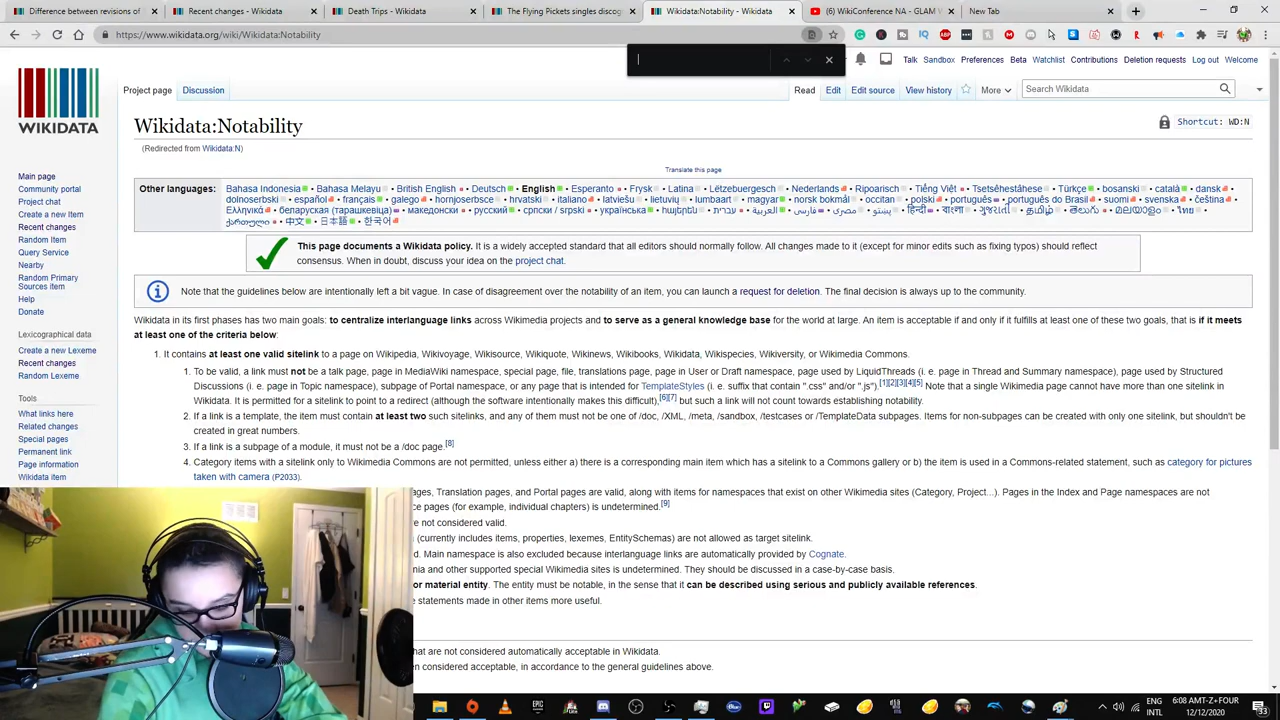 Difference between revisions of
Recent changes - Wikidata
Death Trips - Wikidata
The Flying Pickets singles discog
Wikidata:Notability - Wikidata
(6) WikiConference NA - GLAM
New Tab
https://www.wikidata.org/wiki/Wikidata:Notability
Talk Sandbox Preferences Beta Watchlist Contributions Deletion requests Log out Welcome
Project page Discussion
Read Edit Edit source View history More Search Wikidata
WIKIDATA
Wikidata:Notability
Shortcut: WD:N
(Redirected from Wikidata:N)
Translate this page
Other languages:
Bahasa Indonesia • Bahasa Melayu • British English • Deutsch • English • Esperanto • Frysk • Latina • Lëtzebuergesch • Nederlands • Ripoarisch • Tiếng Việt • Tsetsêhestâhese • Türkçe • bosanski • català • dansk •
dolnoserbski • español • français • galego • hornjoserbsce • hrvatski • italiano • latviešu • lietuvių • lumbaart • magyar • norsk bokmål • occitan • polski • português • português do Brasil • suomi • svenska • čeština •
Ελληνικά • беларуская (тарашкевіца) • македонски • русский • српски / srpski • українська • հայերեն • עברית • العربية • فارسی • مصرى • پښتو • हिन्दी • বাংলা • ગુજરાતી • தமிழ் • తెలుగు • മലയാളം • ไทย •
ქართული • 中文 • 日本語 • 한국어
This page documents a Wikidata policy. It is a widely accepted standard that all editors should normally follow. All changes made to it (except for minor edits such as fixing typos) should reflect
consensus. When in doubt, discuss your idea on the project chat.
Note that the guidelines below are intentionally left a bit vague. In case of disagreement over the notability of an item, you can launch a request for deletion. The final decision is always up to the community.
Wikidata in its first phases has two main goals: to centralize interlanguage links across Wikimedia projects and to serve as a general knowledge base for the world at large. An item is acceptable if and only if it fulfills at least one of these two goals, that is if it meets
at least one of the criteria below:
1. It contains at least one valid sitelink to a page on Wikipedia, Wikivoyage, Wikisource, Wikiquote, Wikinews, Wikibooks, Wikidata, Wikispecies, Wikiversity, or Wikimedia Commons.
1. To be valid, a link must not be a talk page, page in MediaWiki namespace, special page, file, translations page, page in User or Draft namespace, page used by LiquidThreads (i. e. page in Thread and Summary namespace), page used by Structured
Discussions (i. e. page in Topic namespace), subpage of Portal namespace, or any page that is intended for TemplateStyles (i. e. suffix that contain ".css" and/or ".js").[1][2][3][4][5] Note that a single Wikimedia page cannot have more than one sitelink in
Wikidata. It is permitted for a sitelink to point to a redirect (although the software intentionally makes this difficult),[6][7] but such a link will not count towards establishing notability.
2. If a link is a template, the item must contain at least two such sitelinks, and any of them must not be one of /doc, /XML, /meta, /sandbox, /testcases or /TemplateData subpages. Items for non-subpages can be created with only one sitelink, but shouldn't be
created in great numbers.
3. If a link is a subpage of a module, it must not be a /doc page.[8]
4. Category items with a sitelink only to Wikimedia Commons are not permitted, unless either a) there is a corresponding main item which has a sitelink to a Commons gallery or b) the item is used in a Commons-related statement, such as category for pictures
taken with camera (P2033).
ages, Translation pages, and Portal pages are valid, along with items for namespaces that exist on other Wikimedia sites (Category, Project...). Pages in the Index and Page namespaces are not
ce pages (for example, individual chapters) is undetermined.[9]
re not considered valid.
(currently includes items, properties, lexemes, EntitySchemas) are not allowed as target sitelink.
d. Main namespace is also excluded because interlanguage links are automatically provided by Cognate.
nia and other supported special Wikimedia sites is undetermined. They should be discussed in a case-by-case basis.
or material entity. The entity must be notable, in the sense that it can be described using serious and publicly available references.
e statements made in other items more useful.
hat are not considered automatically acceptable in Wikidata.
en considered acceptable, in accordance to the general guidelines above.
Main page
Community portal
Project chat
Create a new Item
Recent changes
Random Item
Query Service
Nearby
Random Primary
Sources item
Help
Donate
Lexicographical data
Create a new Lexeme
Recent changes
Random Lexeme
Tools
What links here
Related changes
Special pages
Permanent link
Page information
Wikidata item
ENG
INTL
6:08 AMT-Z+FOUR
12/12/2020